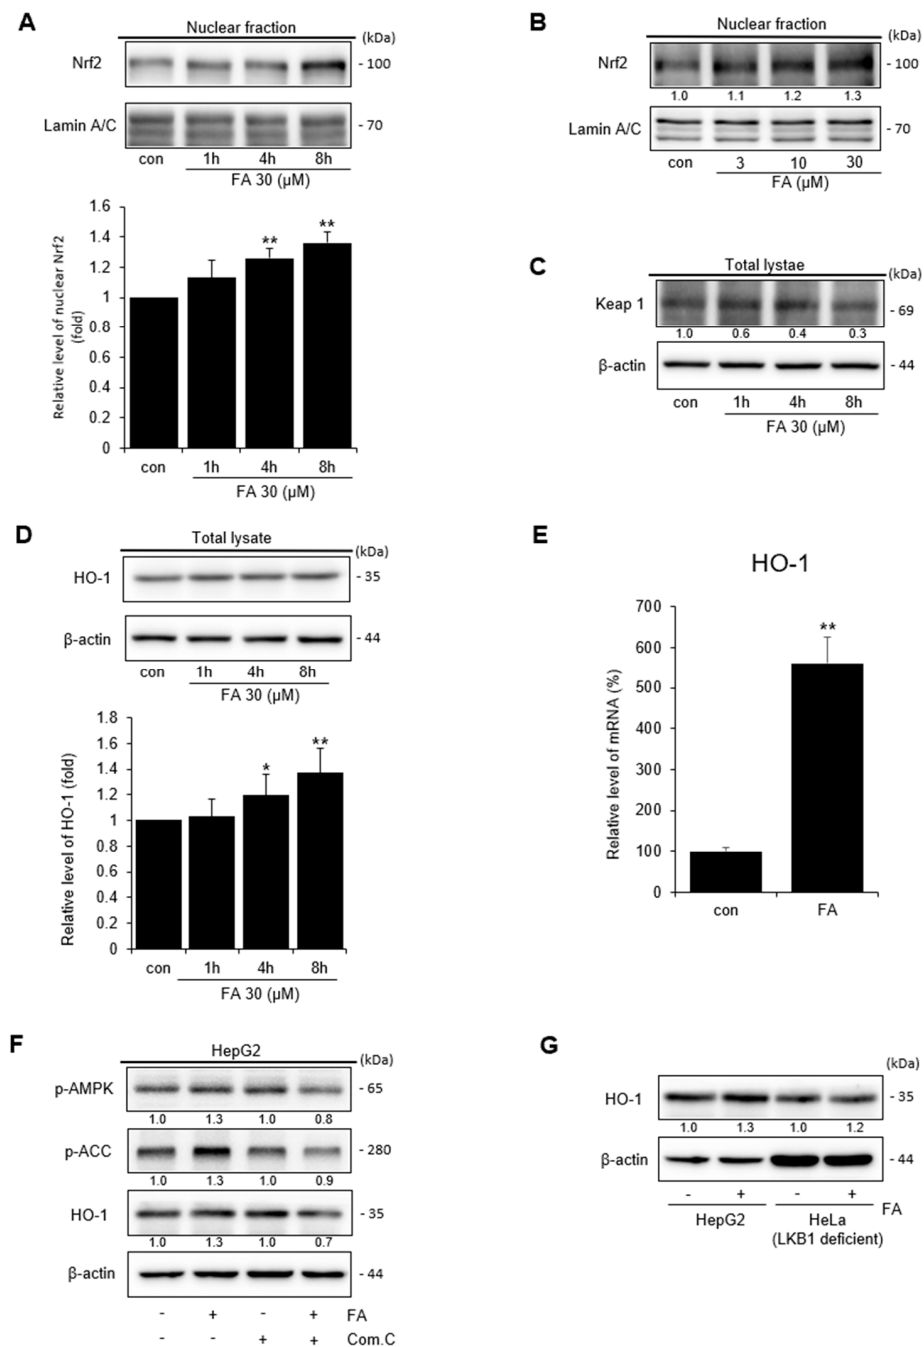 A
Nuclear fraction
(kDa)
Nrf2
- 100
Lamin A/C
- 70
con 1h 4h 8h
FA 30 (µM)
1.6
1.4
1.2
1
0.8
0.6
0.4
0.2
0
Relative level of nuclear Nrf2
(fold)
** **
con 1h 4h 8h
FA 30 (µM)
B
Nuclear fraction
(kDa)
Nrf2
- 100
1.0 1.1 1.2 1.3
Lamin A/C
- 70
con 3 10 30
FA (µM)
C
Total lystae
(kDa)
Keap 1
- 69
1.0 0.6 0.4 0.3
β-actin
- 44
con 1h 4h 8h
FA 30 (µM)
D
Total lysate
(kDa)
HO-1
- 35
β-actin
- 44
con 1h 4h 8h
FA 30 (µM)
1.8
1.6
1.4
1.2
1
0.8
0.6
0.4
0.2
0
Relative level of HO-1 (fold)
* **
con 1h 4h 8h
FA 30 (µM)
E
HO-1
700
600
500
400
300
200
100
0
Relative level of mRNA (%)
**
con FA
F
HepG2
(kDa)
p-AMPK
- 65
1.0 1.3 1.0 0.8
p-ACC
- 280
1.0 1.3 1.0 0.9
HO-1
- 35
1.0 1.3 1.0 0.7
β-actin
- 44
- + - + FA
- - + + Com.C
G
(kDa)
HO-1
- 35
1.0 1.3 1.0 1.2
β-actin
- 44
- + - + FA
HepG2 HeLa
(LKB1 deficient)